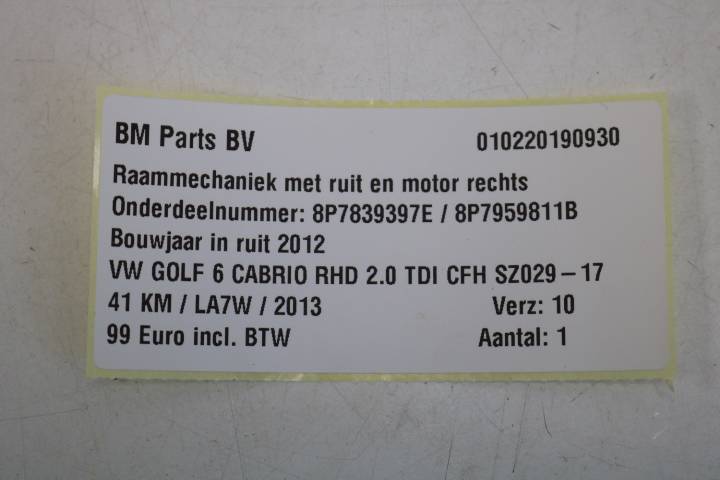 BM Parts BV 010220190930
Raammechaniek met ruit en motor rechts
Onderdeelnummer: 8P7839397E / 8P7959811B
Bouwjaar in ruit 2012
VW GOLF 6 CABRIO RHD 2.0 TDI CFH SZ029 – 17
41 KM / LA7W / 2013 Verz: 10
99 Euro incl. BTW Aantal: 1